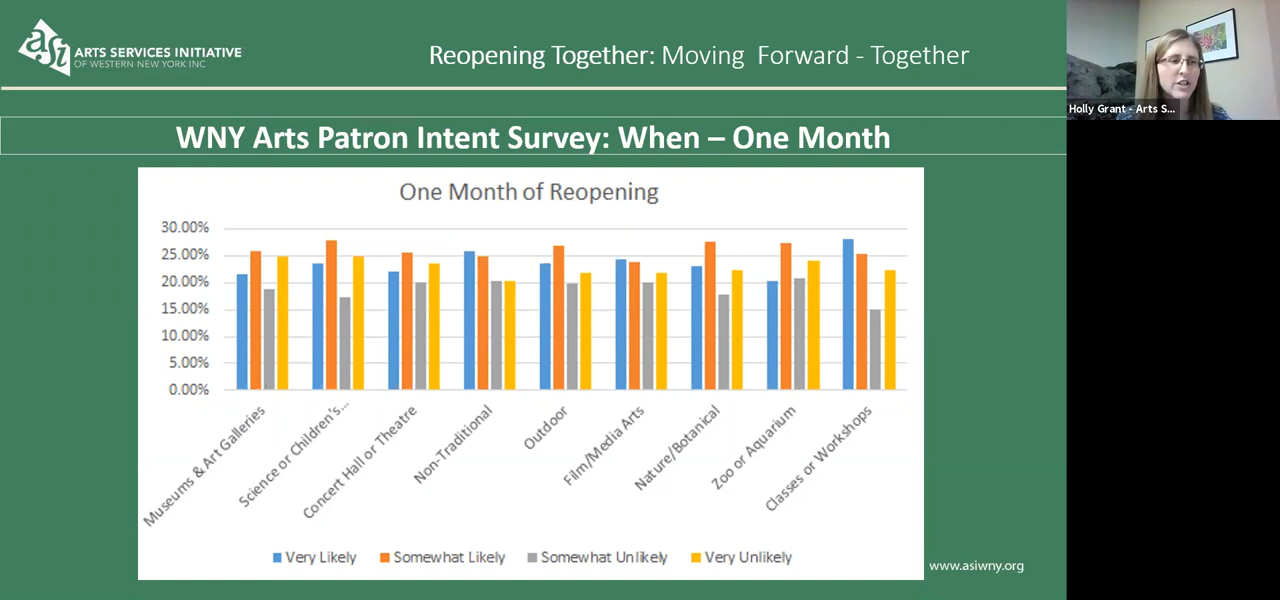 asi
ARTS SERVICES INITIATIVE
OF WESTERN NEW YORK INC
Reopening Together: Moving Forward - Together
Holly Grant - Arts S...
WNY Arts Patron Intent Survey: When – One Month
One Month of Reopening
30.00%
25.00%
20.00%
15.00%
10.00%
5.00%
0.00%
Museums & Art Galleries
Science or Children's...
Concert Hall or Theatre
Non-Traditional
Outdoor
Film/Media Arts
Nature/Botanical
Zoo or Aquarium
Classes or Workshops
Very Likely
Somewhat Likely
Somewhat Unlikely
Very Unlikely
www.asiwny.org